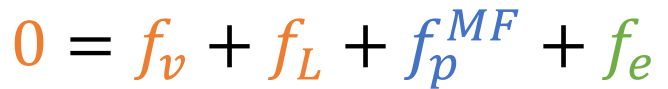 0 = f_v + f_L + f_p^{MF} + f_e